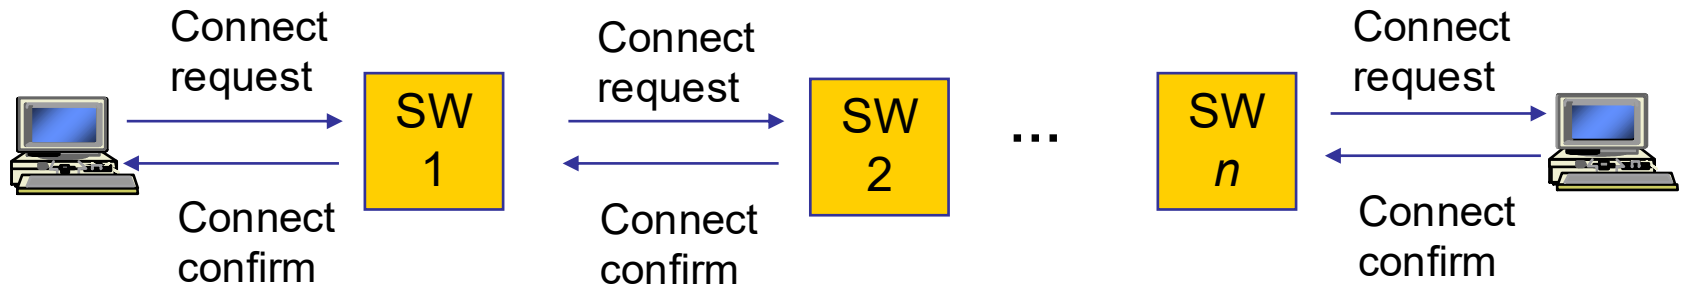 Connect
request
Connect
request
Connect
request
SW
1
SW
2
...
SW
n
Connect
confirm
Connect
confirm
Connect
confirm